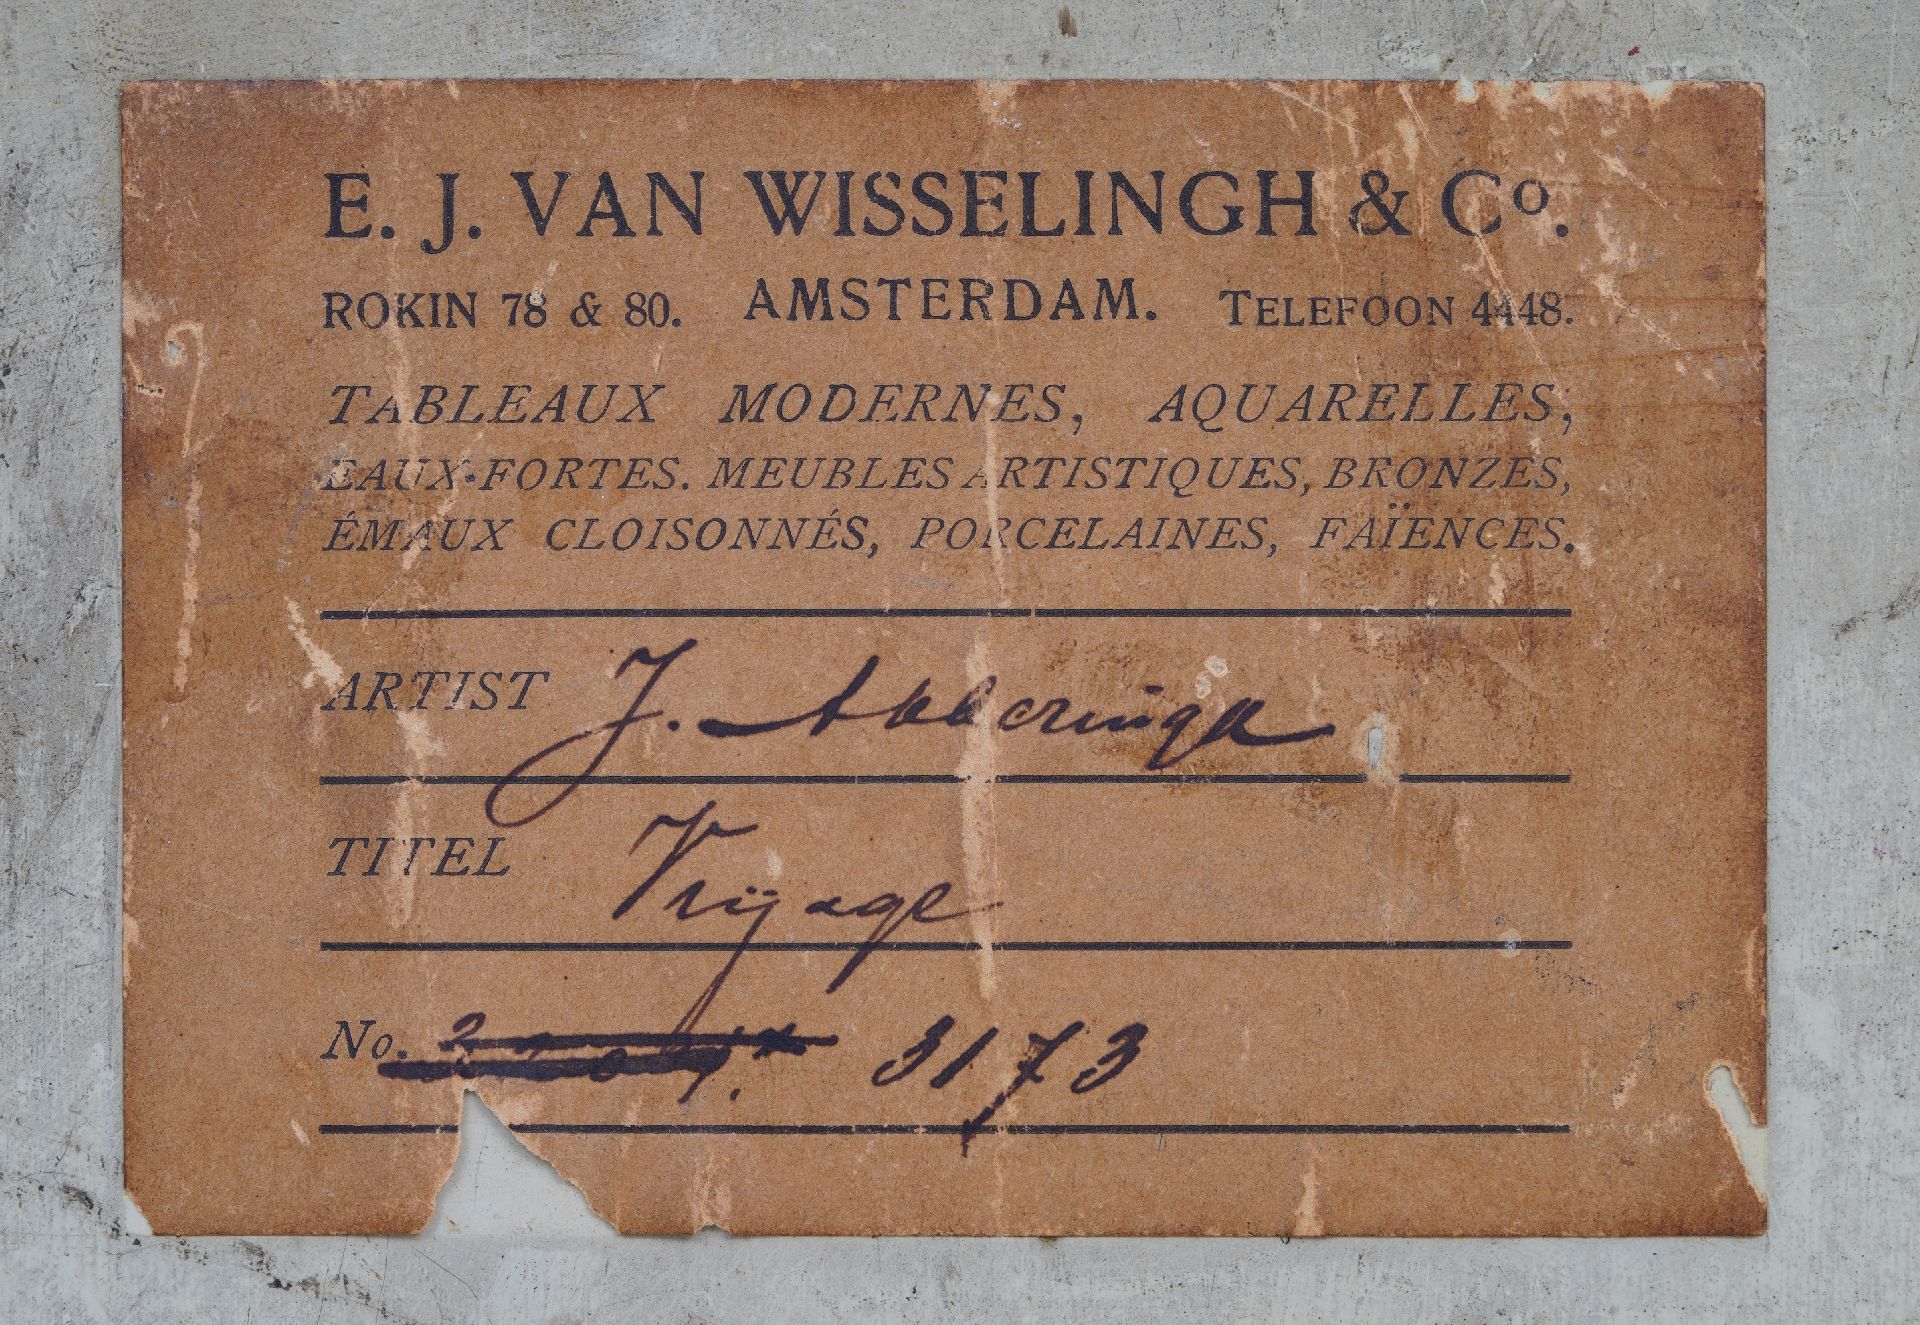 E. J. VAN WISSELINGH & Co.
ROKIN 78 & 80. AMSTERDAM. TELEFOON 4448.
TABLEAUX MODERNES, AQUARELLES,
EAUX-FORTES. MEUBLES ARTISTIQUES, BRONZES,
ÉMAUX CLOISONNÉS, PORCELAINES, FAÏENCES.
ARTIST J. Akkeringa
TITEL Vrijage
No. 3173